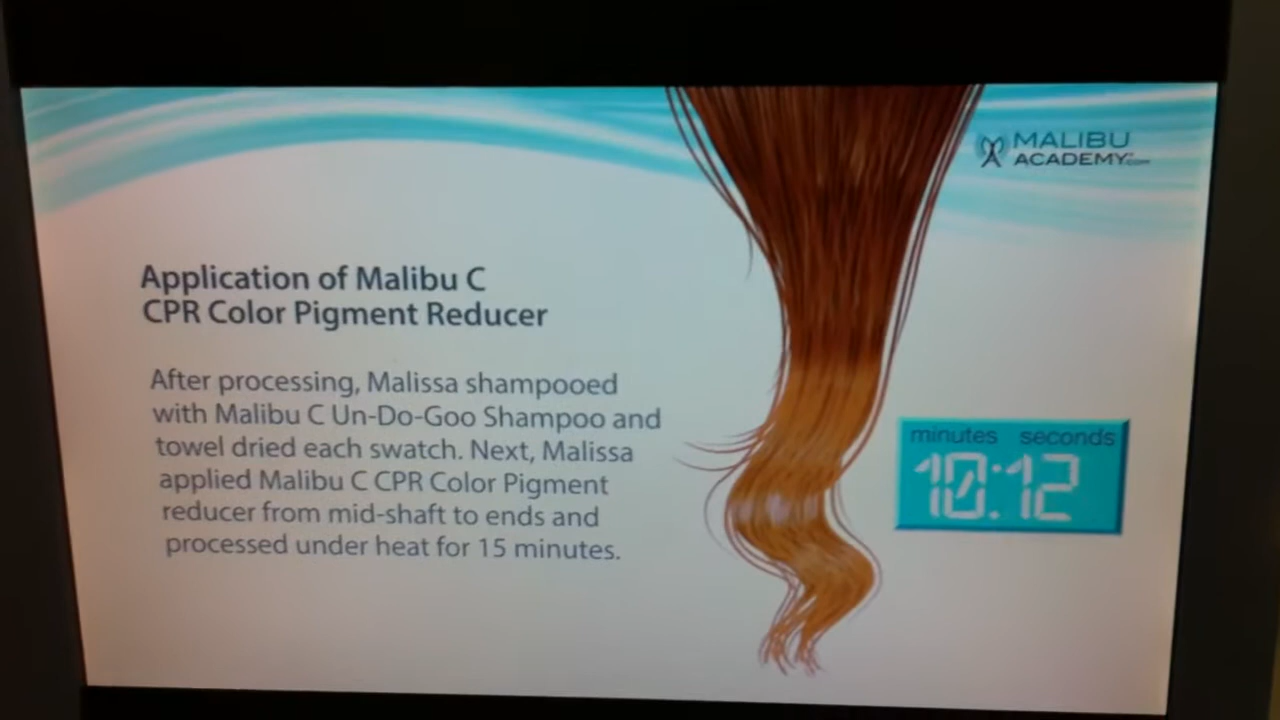 MALIBU
ACADEMY.com
Application of Malibu C
CPR Color Pigment Reducer
After processing, Malissa shampooed
with Malibu C Un-Do-Goo Shampoo and
towel dried each swatch. Next, Malissa
applied Malibu C CPR Color Pigment
reducer from mid-shaft to ends and
processed under heat for 15 minutes.
minutes seconds
10:12